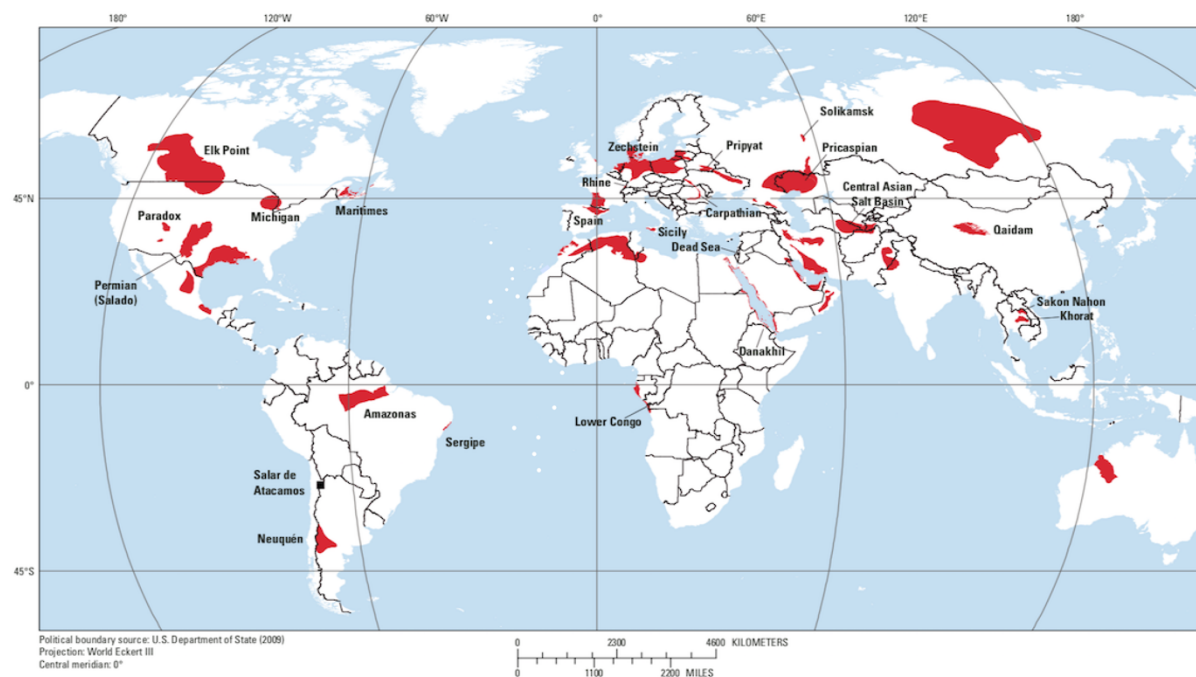 180° 120°W 60°W 0° 60°E 120°E 180°
Solikamsk
Elk Point
Zechstein
Pripyat
Pricaspian
Rhine
Central Asian
Salt Basin
45°N
45°N
Paradox
Michigan
Maritimes
Spain
Carpathian
Sicily
Dead Sea
Qaidam
Permian
(Salado)
Sakon Nahon
Khorat
Danakhil
0°
0°
Amazonas
Lower Congo
Sergipe
Salar de
Atacamos
Neuquén
45°S
45°S
Political boundary source: U.S. Department of State (2009)
Projection: World Eckert III
Central meridian: 0°
0 2300 4600 KILOMETERS
0 1100 2200 MILES